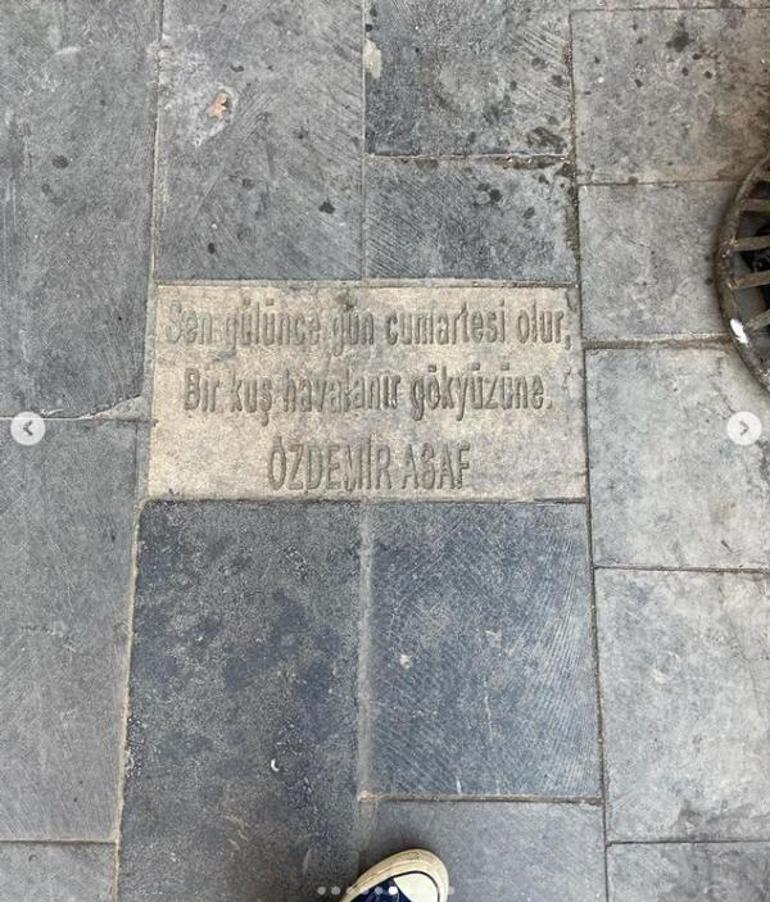 Sen gülünce gün cumartesi olur,
Bir kuş havalanır gökyüzüne.
ÖZDEMİR ASAF